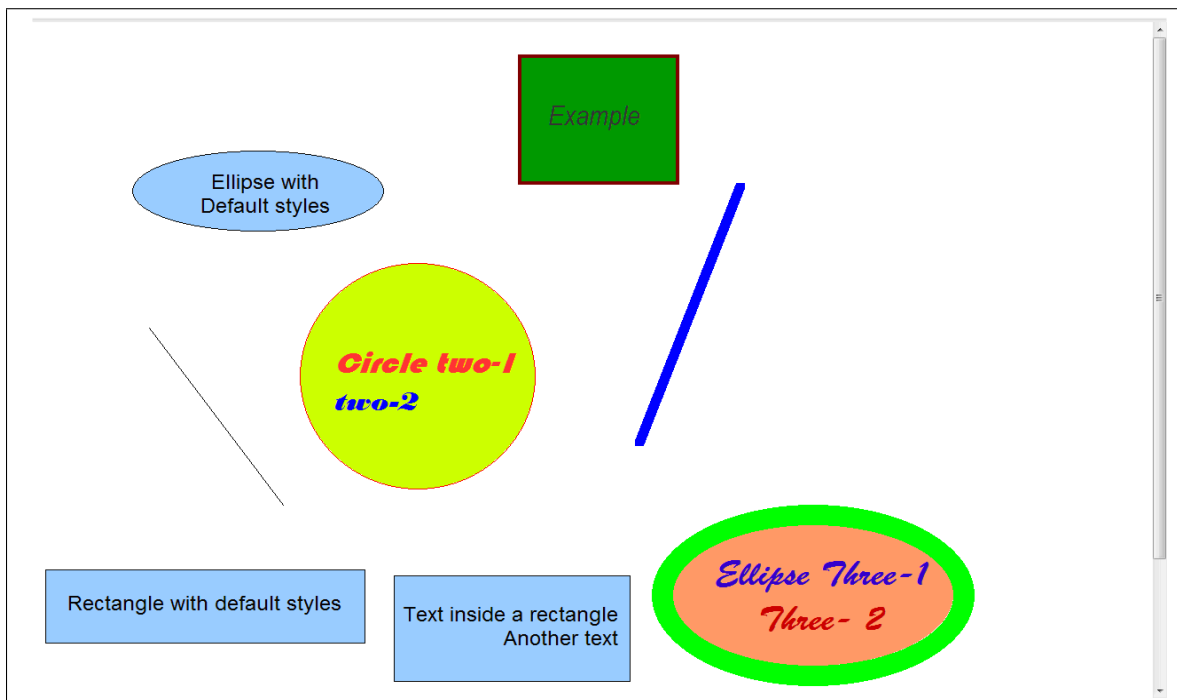 Example
Ellipse with
Default styles
Circle two-1
two-2
Rectangle with default styles
Text inside a rectangle
Another text
Ellipse Three-1
Three- 2